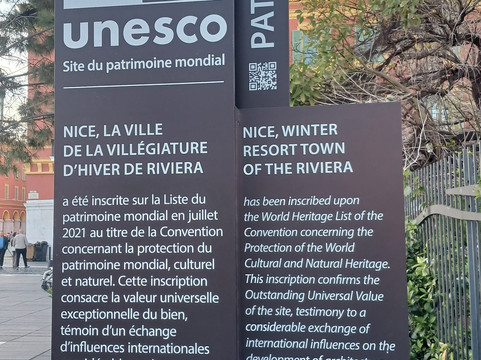 unesco
Site du patrimoine mondial
PAT
NICE, LA VILLE
DE LA VILLÉGIATURE
D'HIVER DE RIVIERA
a été inscrite sur la Liste du
patrimoine mondial en juillet
2021 au titre de la Convention
concernant la protection du
patrimoine mondial, culturel
et naturel. Cette inscription
consacre la valeur universelle
exceptionnelle du bien,
témoin d'un échange
d'influences internationales
NICE, WINTER
RESORT TOWN
OF THE RIVIERA
has been inscribed upon
the World Heritage List of the
Convention concerning the
Protection of the World
Cultural and Natural Heritage.
This inscription confirms the
Outstanding Universal Value
of the site, testimony to a
considerable exchange of
international influences on the
development of